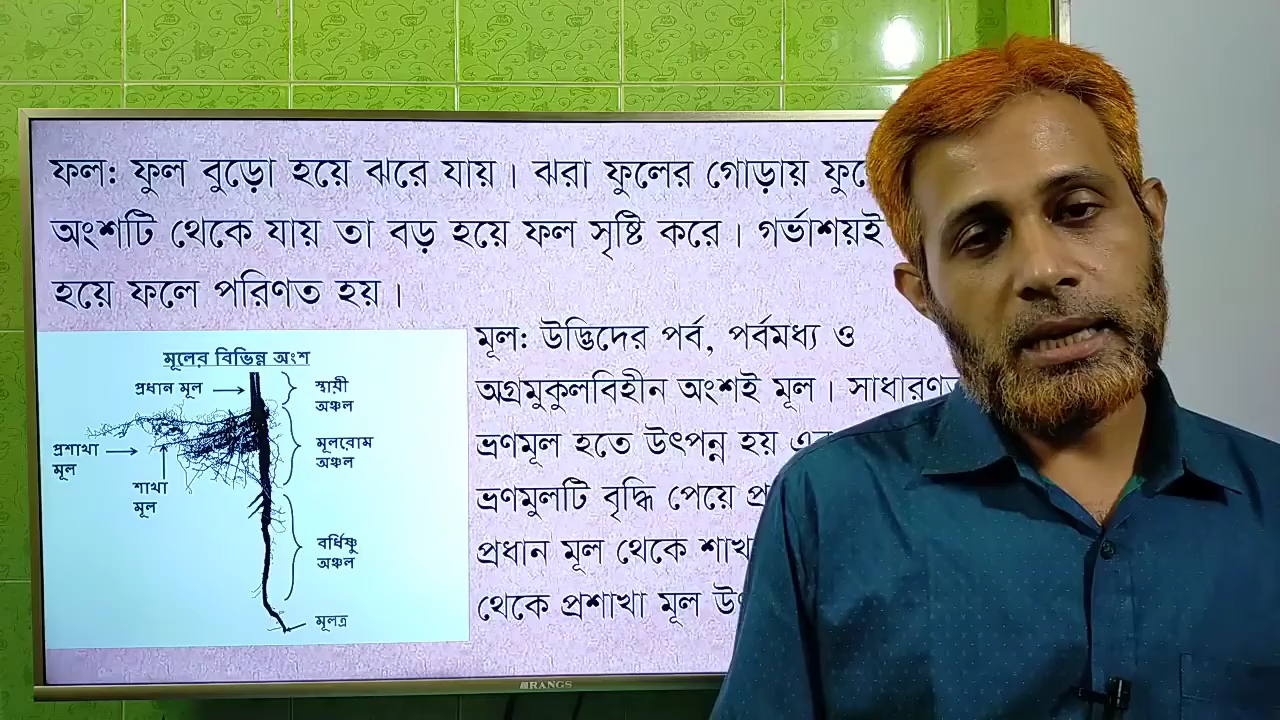 ফল: ফুল বুড়ো হয়ে ঝরে যায়। ঝরা ফুলের গোড়ায়
অংশটি থেকে যায় তা বড় হয়ে ফল সৃষ্টি করে। গর্ভাশয়ই
হয়ে ফলে পরিণত হয়।
মূলের বিভিন্ন অংশ
প্রধান মূল
স্থায়ী
অঞ্চল
প্রশাখা
মূল
শাখা
মূল
মূলরোম
অঞ্চল
বর্ধিষ্ণু
অঞ্চল
মূলত্র
মূল: উদ্ভিদের পর্ব, পর্বমধ্য ও
অগ্রমুকুলবিহীন অংশই মূল। সাধারণত
ভ্রণমূল হতে উৎপন্ন হয়
ভ্রণমুলটি বৃদ্ধি পেয়ে
প্রধান মূল থেকে
থেকে প্রশাখা মূল
RANGS